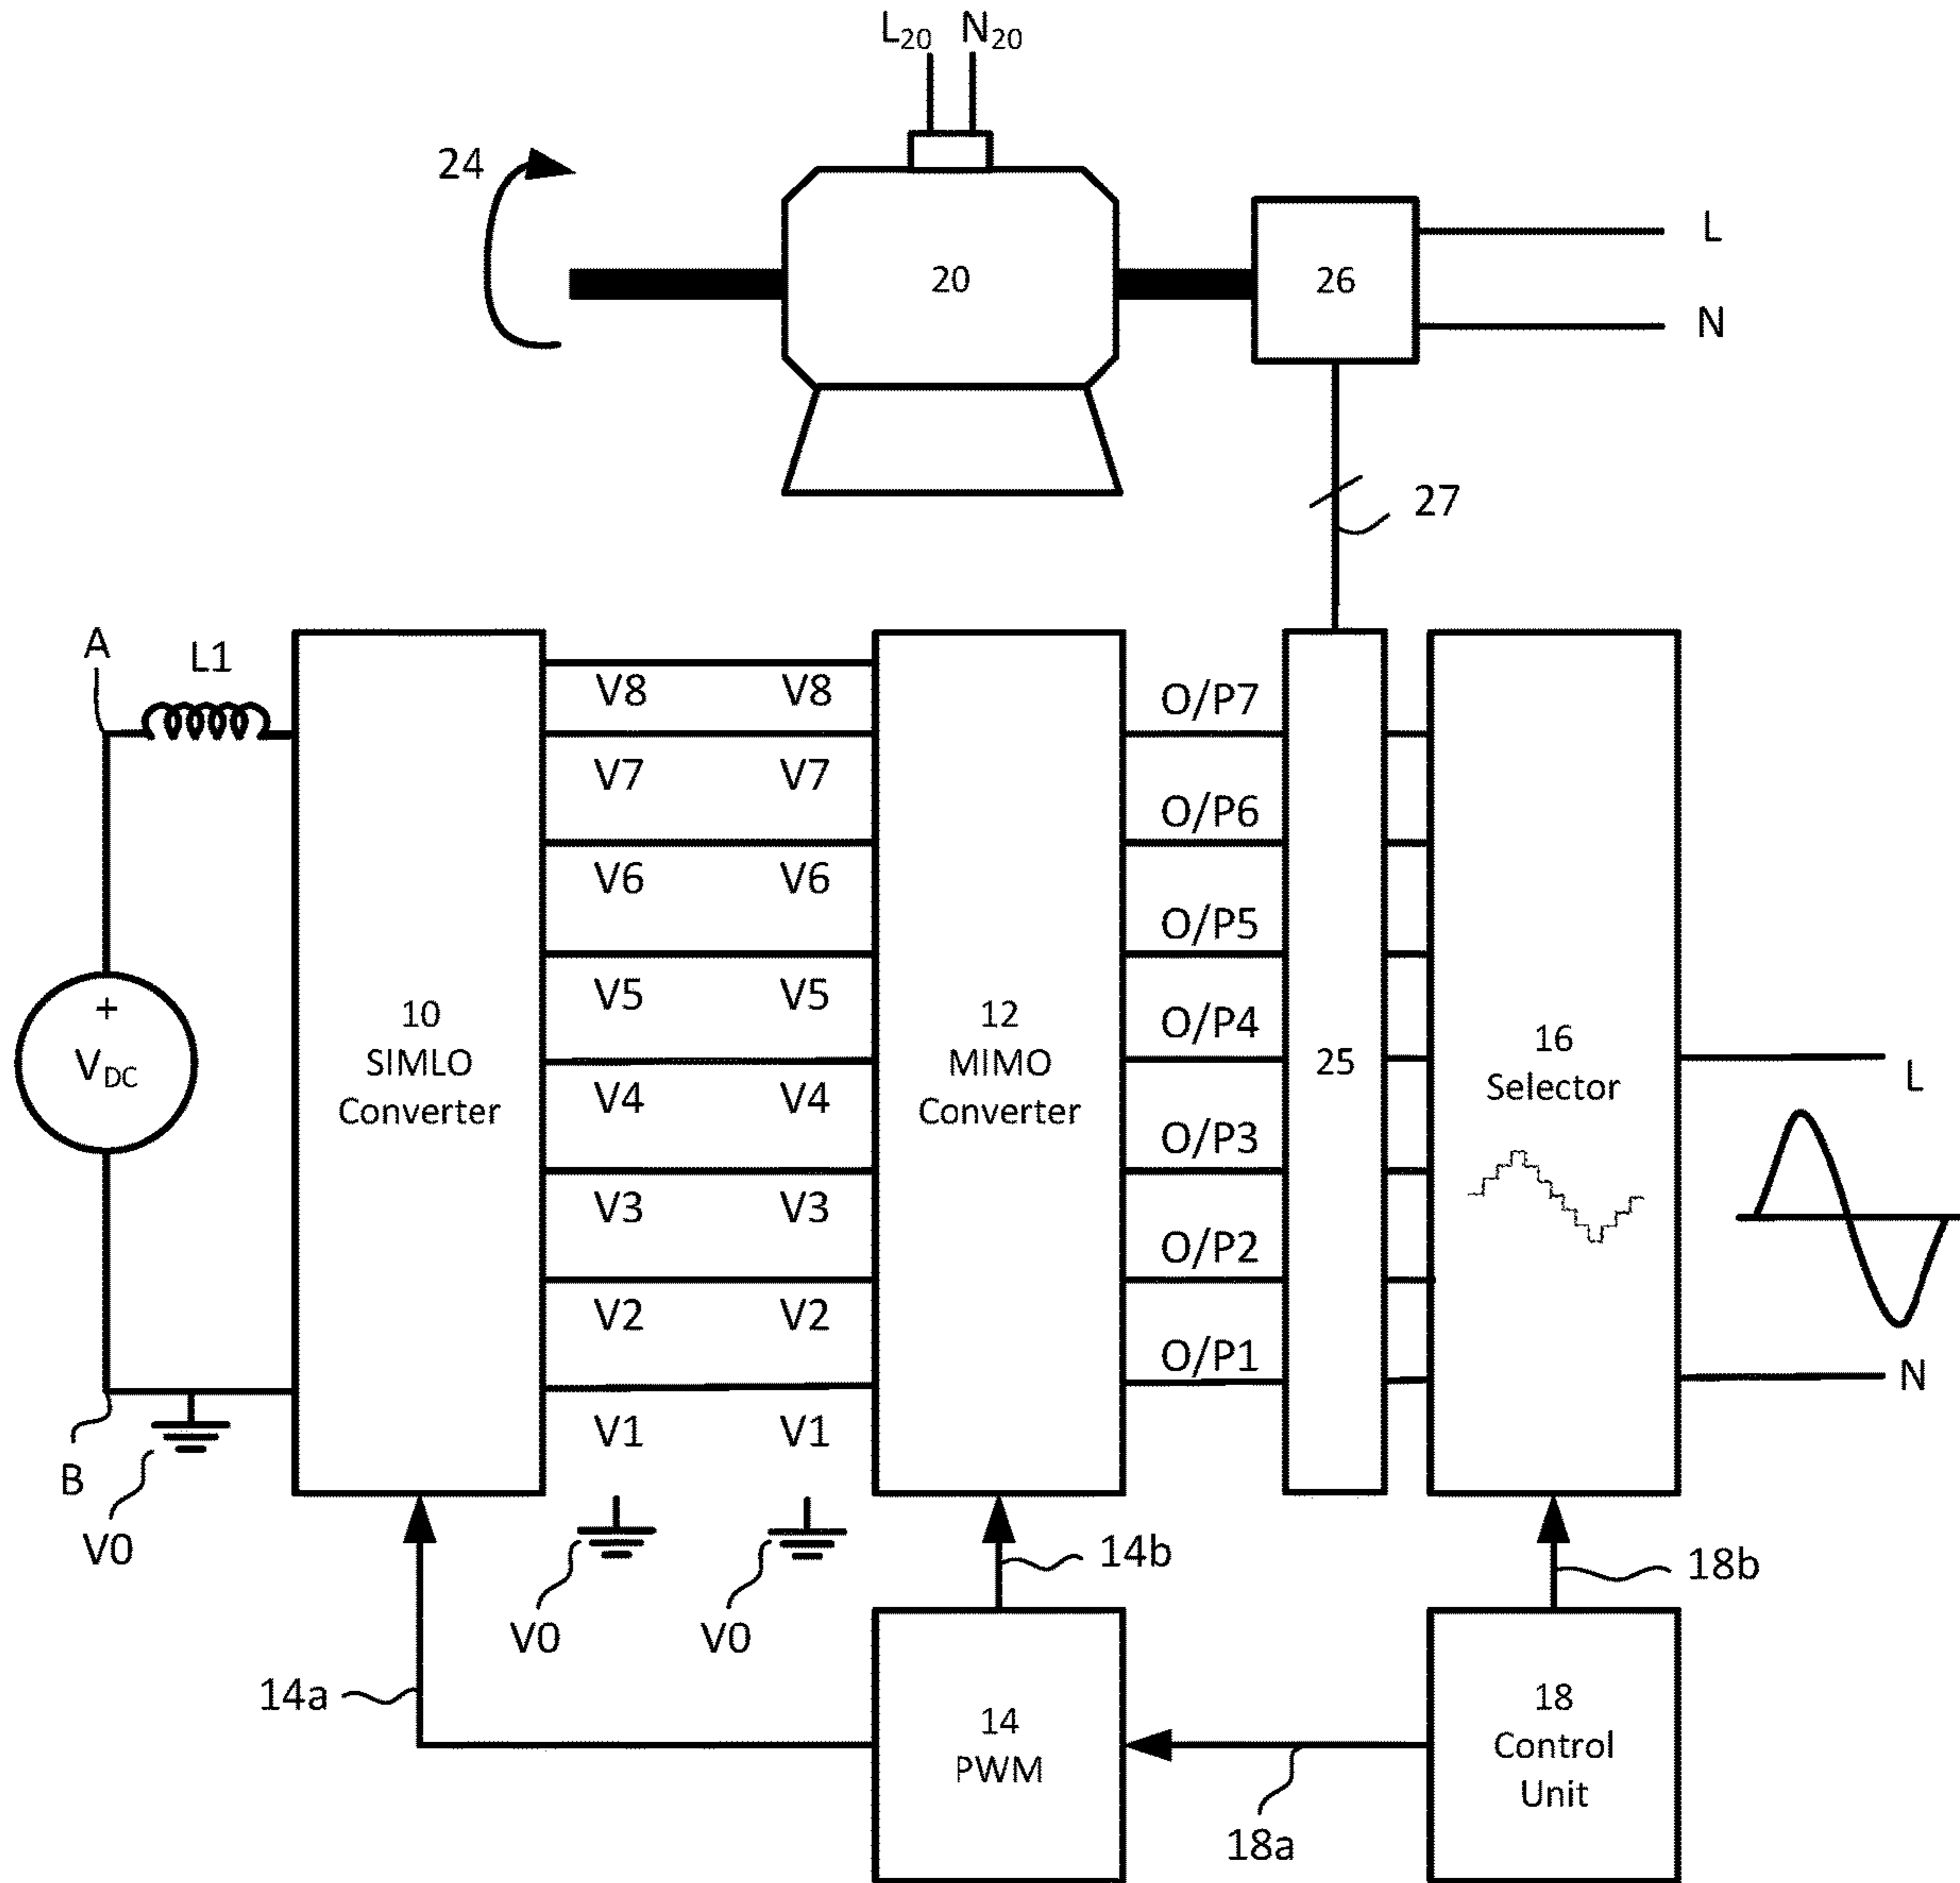 L20 N20
24
20
26
L
N
27
A
L1
B
V0
+
VDC
10
SIMLO
Converter
V8 V8
V7 V7
V6 V6
V5 V5
V4 V4
V3 V3
V2 V2
V1 V1
V0 V0
12
MIMO
Converter
O/P7
O/P6
O/P5
O/P4
O/P3
O/P2
O/P1
25
16
Selector
L
N
14a
14b
18b
14
PWM
18a
18
Control
Unit